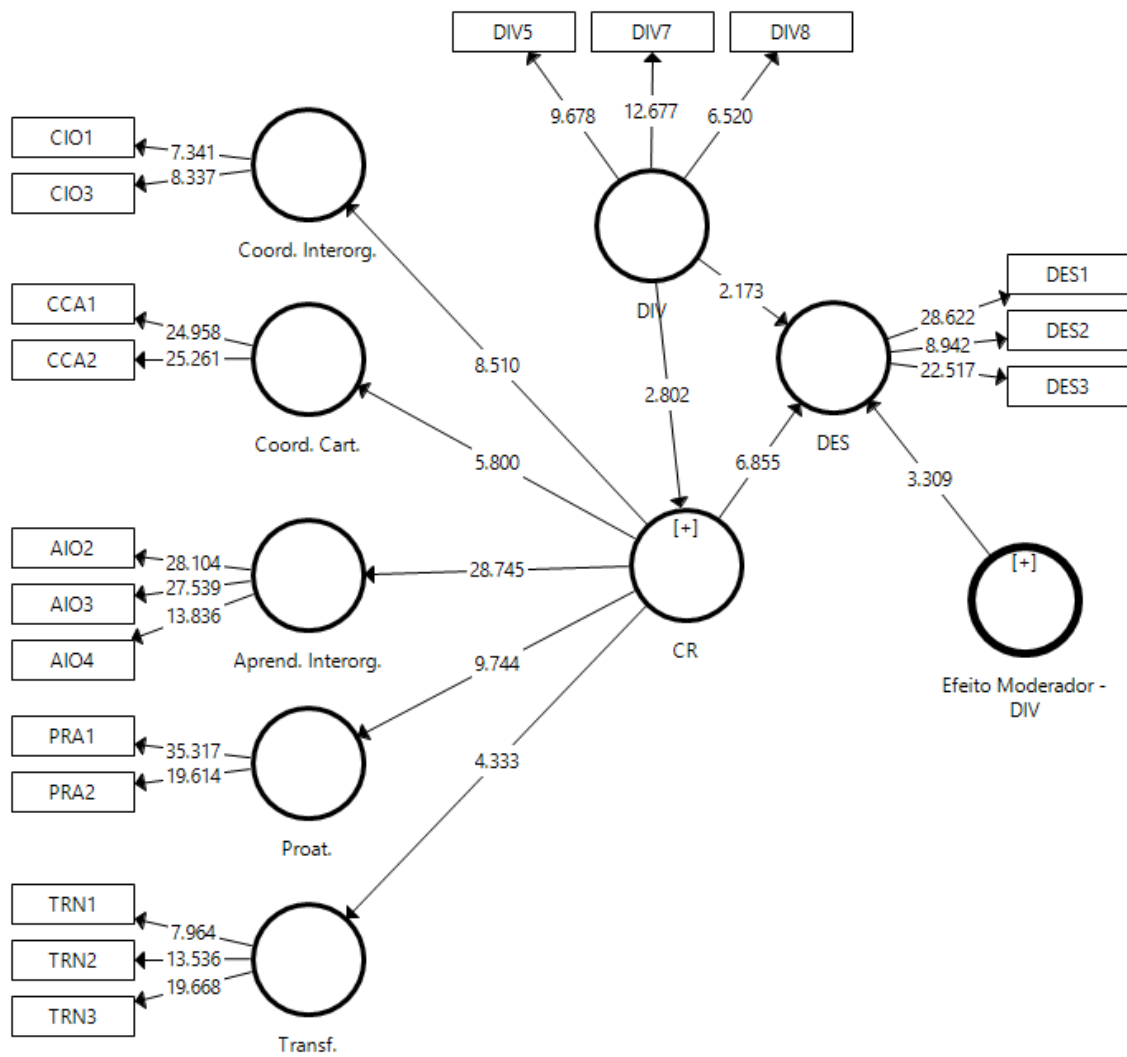 DIV5
DIV7
DIV8
9.678
12.677
6.520
CIO1
CIO3
7.341
8.337
Coord. Interorg.
DIV
2.173
2.802
CCA1
CCA2
24.958
25.261
Coord. Cart.
8.510
5.800
DES1
DES2
DES3
28.622
8.942
22.517
DES
6.855
3.309
AIO2
AIO3
AIO4
28.104
27.539
13.836
Aprend. Interorg.
28.745
[+]
CR
[+]
Efeito Moderador -
DIV
9.744
4.333
PRA1
PRA2
35.317
19.614
Proat.
TRN1
TRN2
TRN3
7.964
13.536
19.668
Transf.